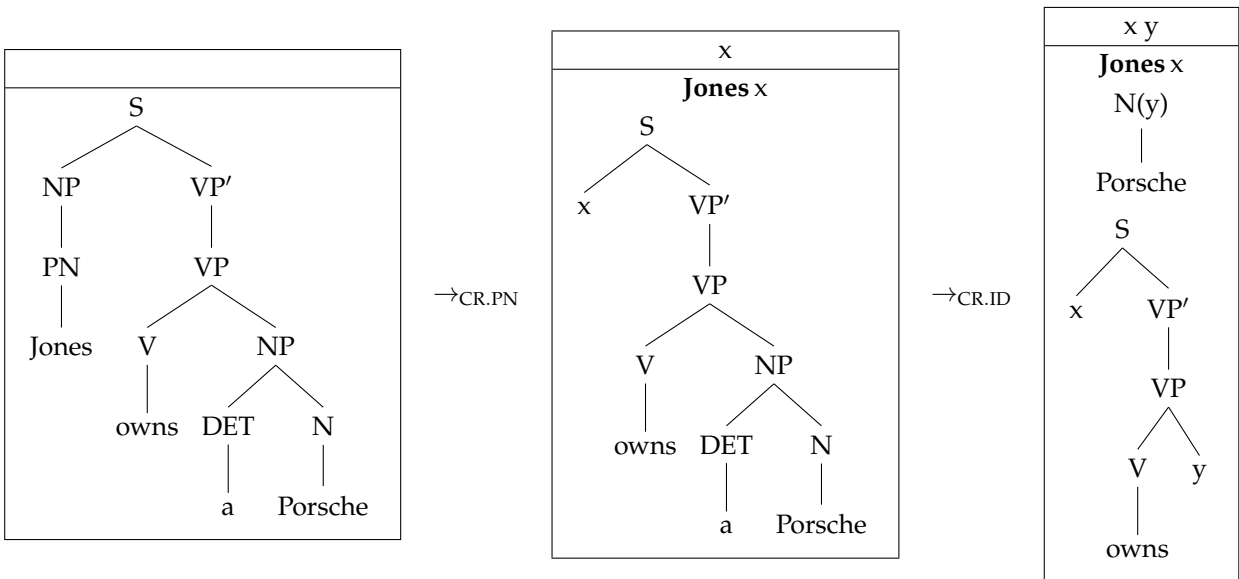 S
NP VP′
PN VP
Jones V NP
owns DET N
a Porsche
→CR.PN
x
Jones x
S
x VP′
VP
V NP
owns DET N
a Porsche
→CR.ID
x y
Jones x
N(y)
Porsche
S
x VP′
VP
V y
owns